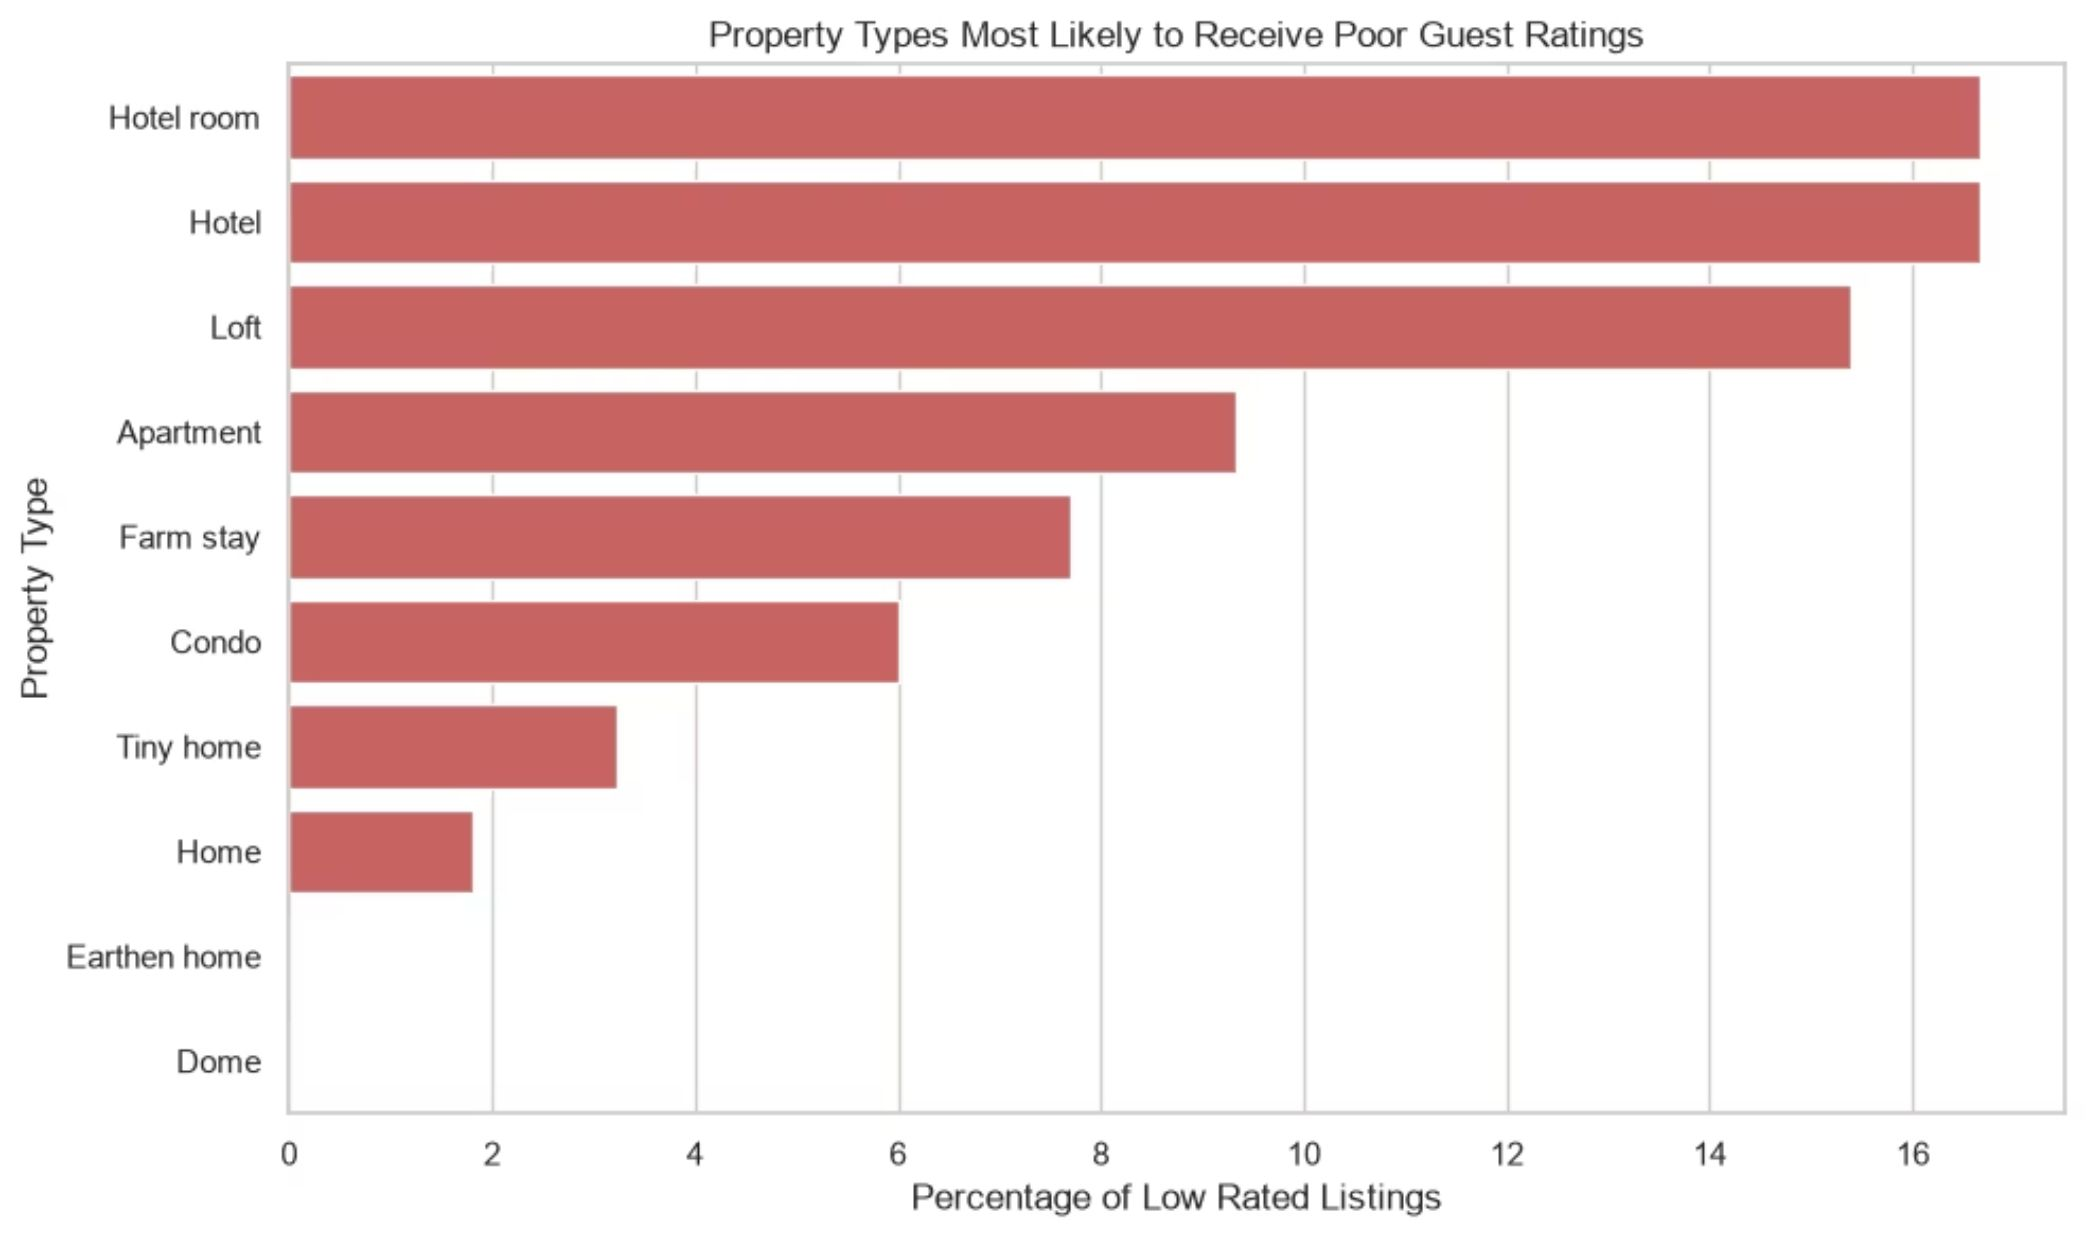 Property Types Most Likely to Receive Poor Guest Ratings
Property Type
Hotel room
Hotel
Loft
Apartment
Farm stay
Condo
Tiny home
Home
Earthen home
Dome
0 2 4 6 8 10 12 14 16
Percentage of Low Rated Listings